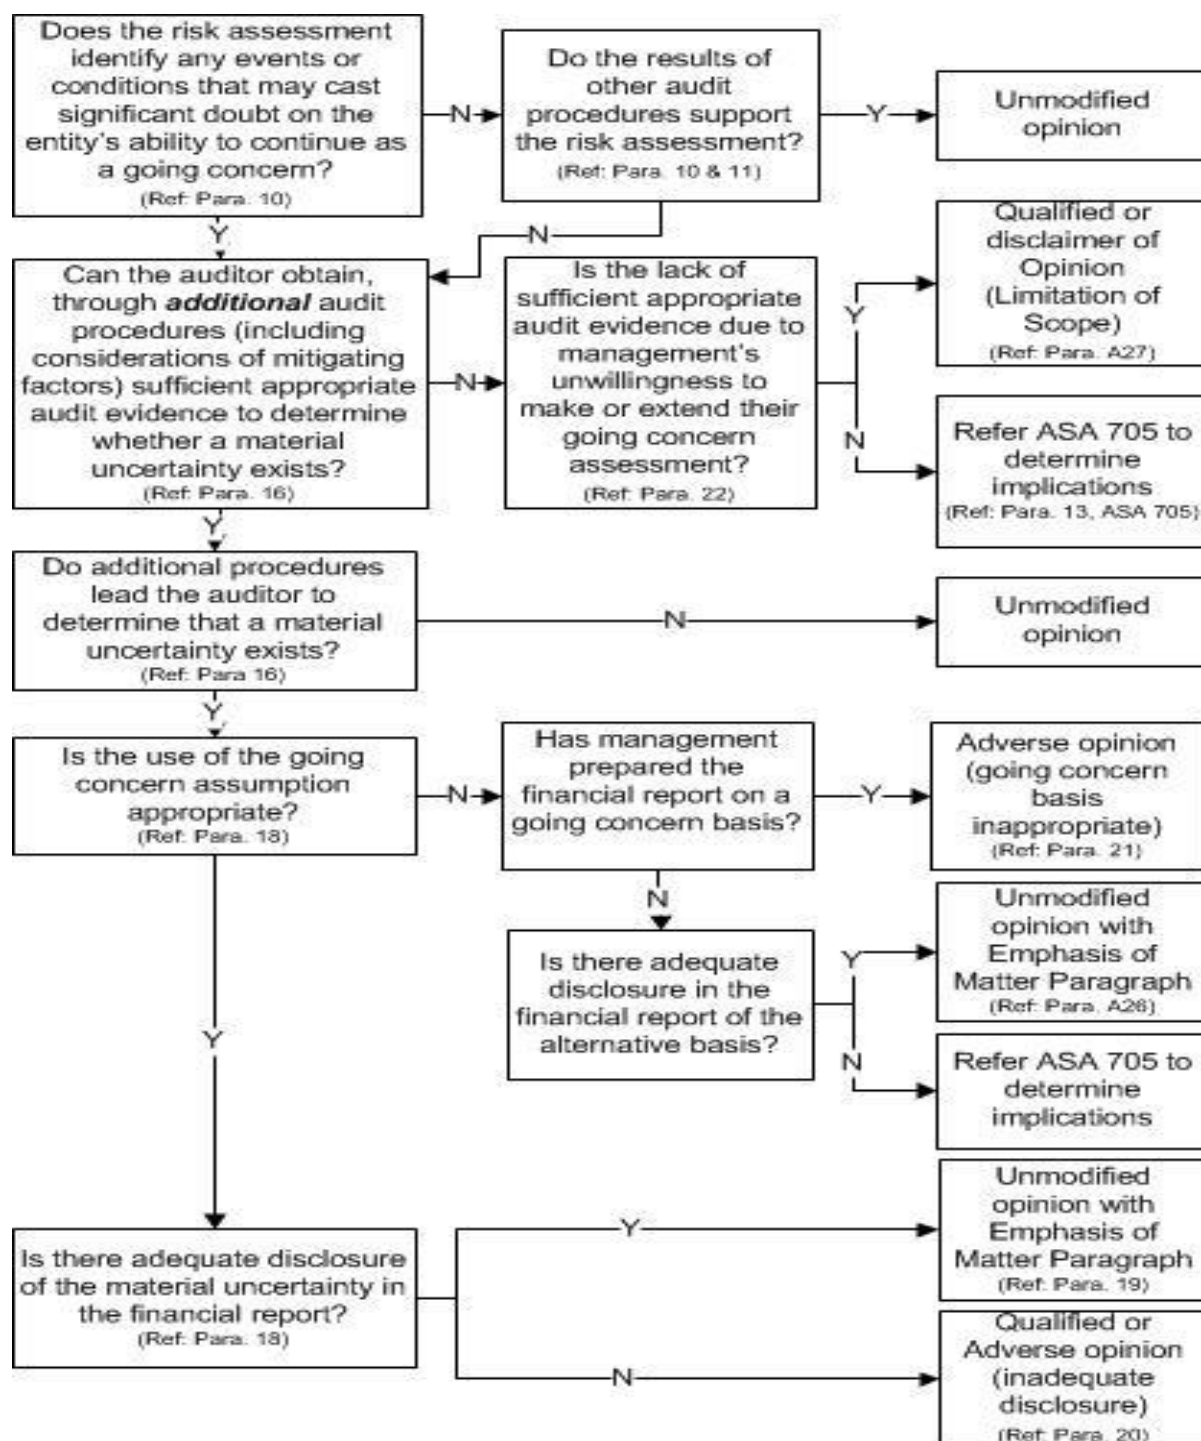 Does the risk assessment
identify any events or
conditions that may cast
significant doubt on the
entity's ability to continue as
a going concern?
(Ref: Para. 10)
N
Do the results of
other audit
procedures support
the risk assessment?
(Ref: Para. 10 & 11)
Y
Unmodified
opinion
Y
N
Can the auditor obtain,
through additional audit
procedures (including
considerations of mitigating
factors) sufficient appropriate
audit evidence to determine
whether a material
uncertainty exists?
(Ref: Para. 16)
N
Is the lack of
sufficient appropriate
audit evidence due to
management's
unwillingness to
make or extend their
going concern
assessment?
(Ref: Para. 22)
Y
Qualified or
disclaimer of
Opinion
(Limitation of
Scope)
(Ref: Para. A27)
N
Refer ASA 705 to
determine
implications
(Ref: Para. 13, ASA 705)
Y
Do additional procedures
lead the auditor to
determine that a material
uncertainty exists?
(Ref: Para 16)
N
Unmodified
opinion
Y
Is the use of the going
concern assumption
appropriate?
(Ref: Para. 18)
N
Has management
prepared the
financial report on a
going concern basis?
Y
Adverse opinion
(going concern
basis
inappropriate)
(Ref: Para. 21)
N
Is there adequate
disclosure in the
financial report of the
alternative basis?
Y
Unmodified
opinion with
Emphasis of
Matter Paragraph
(Ref: Para. A26)
N
Refer ASA 705 to
determine
implications
Y
Is there adequate disclosure
of the material uncertainty in
the financial report?
(Ref: Para. 18)
Y
Unmodified
opinion with
Emphasis of
Matter Paragraph
(Ref: Para. 19)
N
Qualified or
Adverse opinion
(inadequate
disclosure)
(Ref: Para. 20)